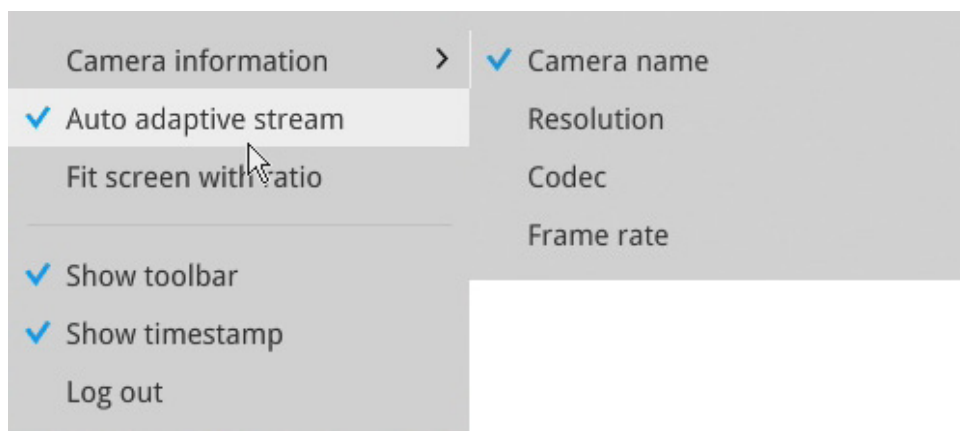 Camera information
Auto adaptive stream
Fit screen with ratio
Show toolbar
Show timestamp
Log out
Camera name
Resolution
Codec
Frame rate